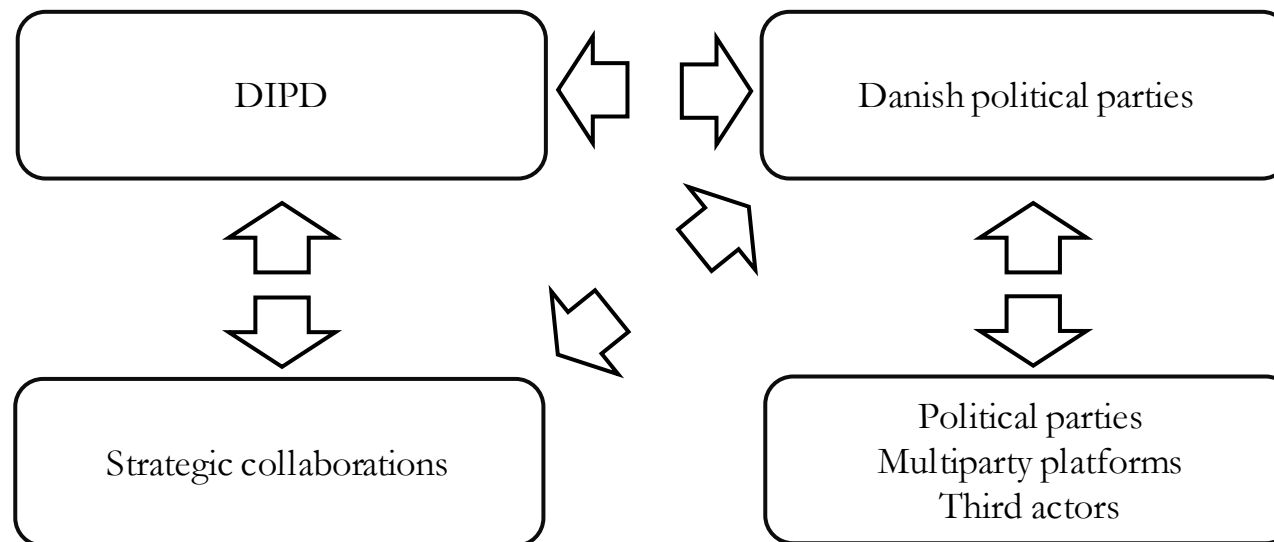 DIPD
Danish political parties
Strategic collaborations
Political parties
Multiparty platforms
Third actors